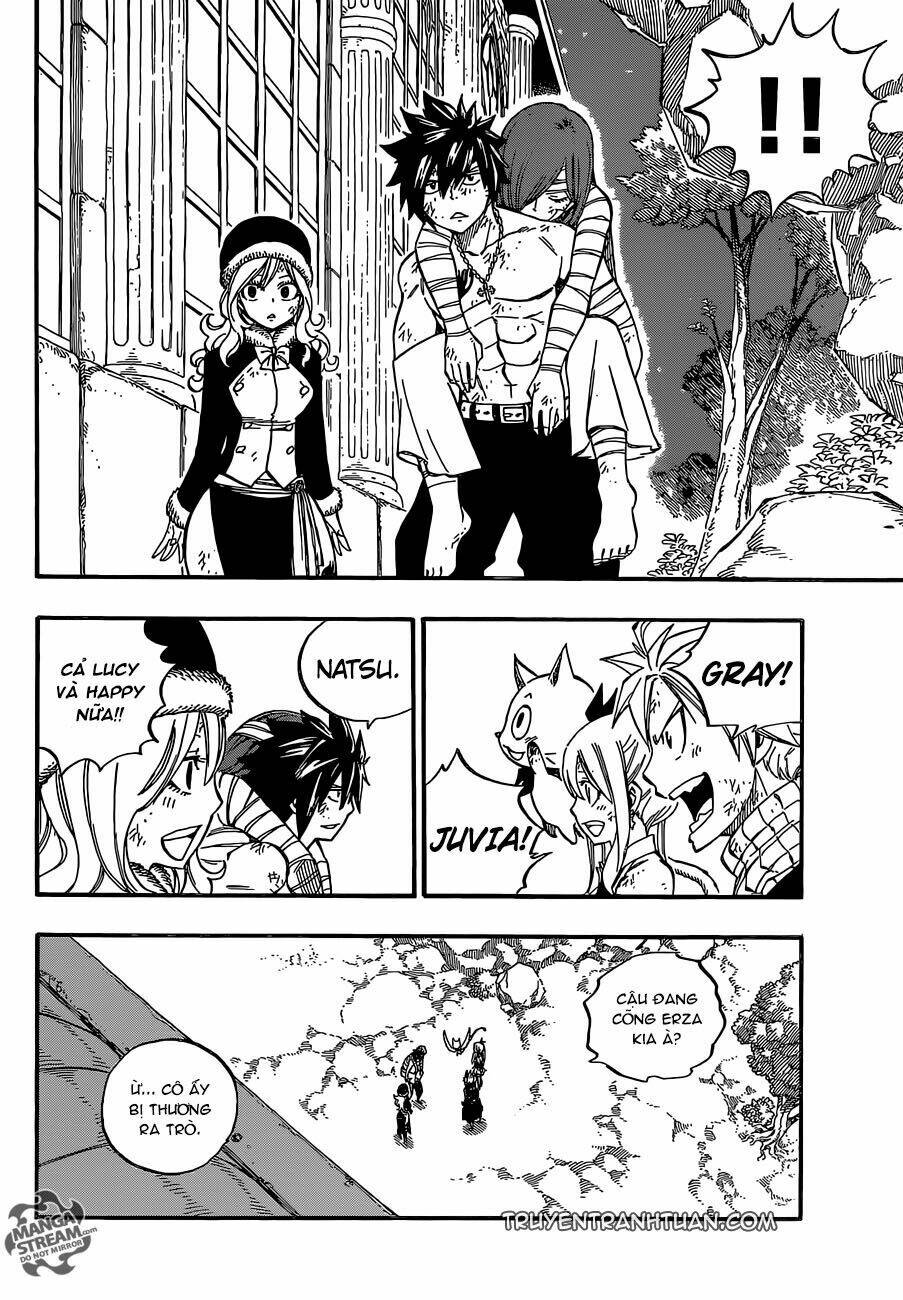 !!
GRAY!
JUVIA!
NATSU.
CẢ LUCY
VÀ HAPPY
NỮA!!
CẬU ĐANG
CÕNG ERZA
KIA À?
Ừ... CÔ ẤY
BỊ THƯƠNG
RA TRÒ.
MANGA
STREAM.com
DO NOT MIRROR
TRUYENTRANHTUAN.COM